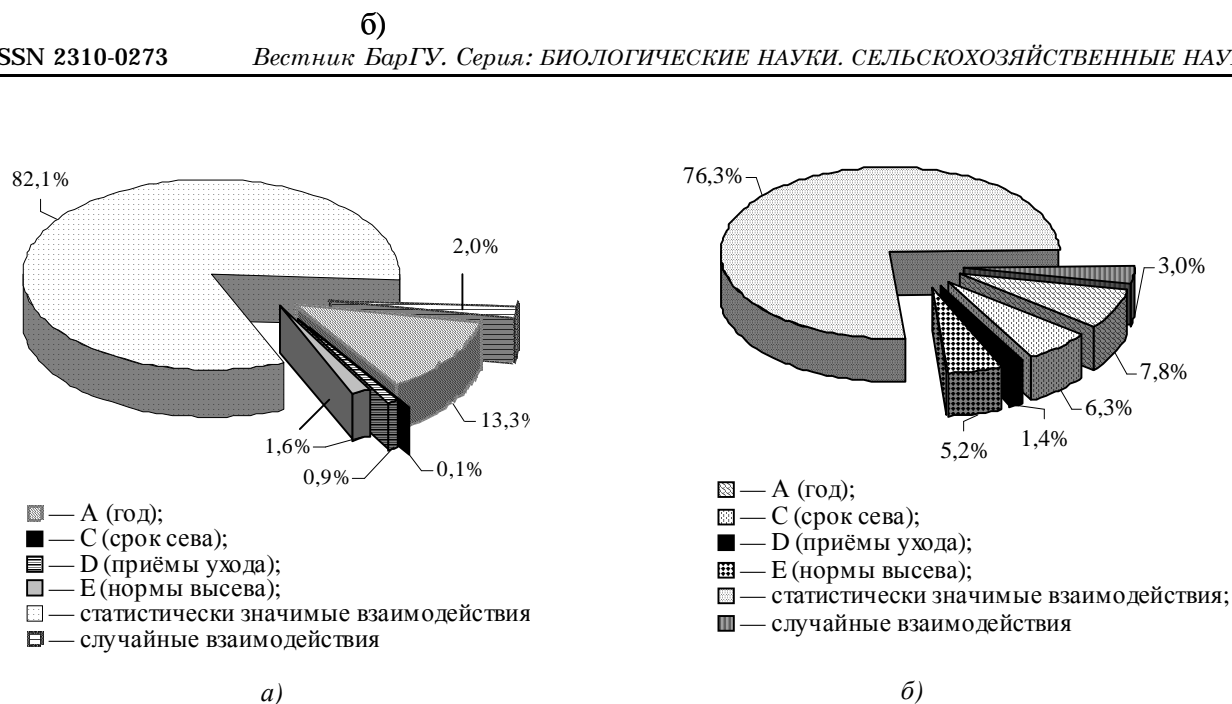 б)
SSN 2310-0273 Вестник БарГУ. Серия: БИОЛОГИЧЕСКИЕ НАУКИ. СЕЛЬСКОХОЗЯЙСТВЕННЫЕ НАУ
82,1%
2,0%
13,3%
1,6%
0,9%
0,1%
— A (год);
— C (срок сева);
— D (приёмы ухода);
— E (нормы высева);
— статистически значимые взаимодействия
— случайные взаимодействия
а)
76,3%
3,0%
7,8%
6,3%
1,4%
5,2%
— A (год);
— C (срок сева);
— D (приёмы ухода);
— E (нормы высева);
— статистически значимые взаимодействия;
— случайные взаимодействия
б)